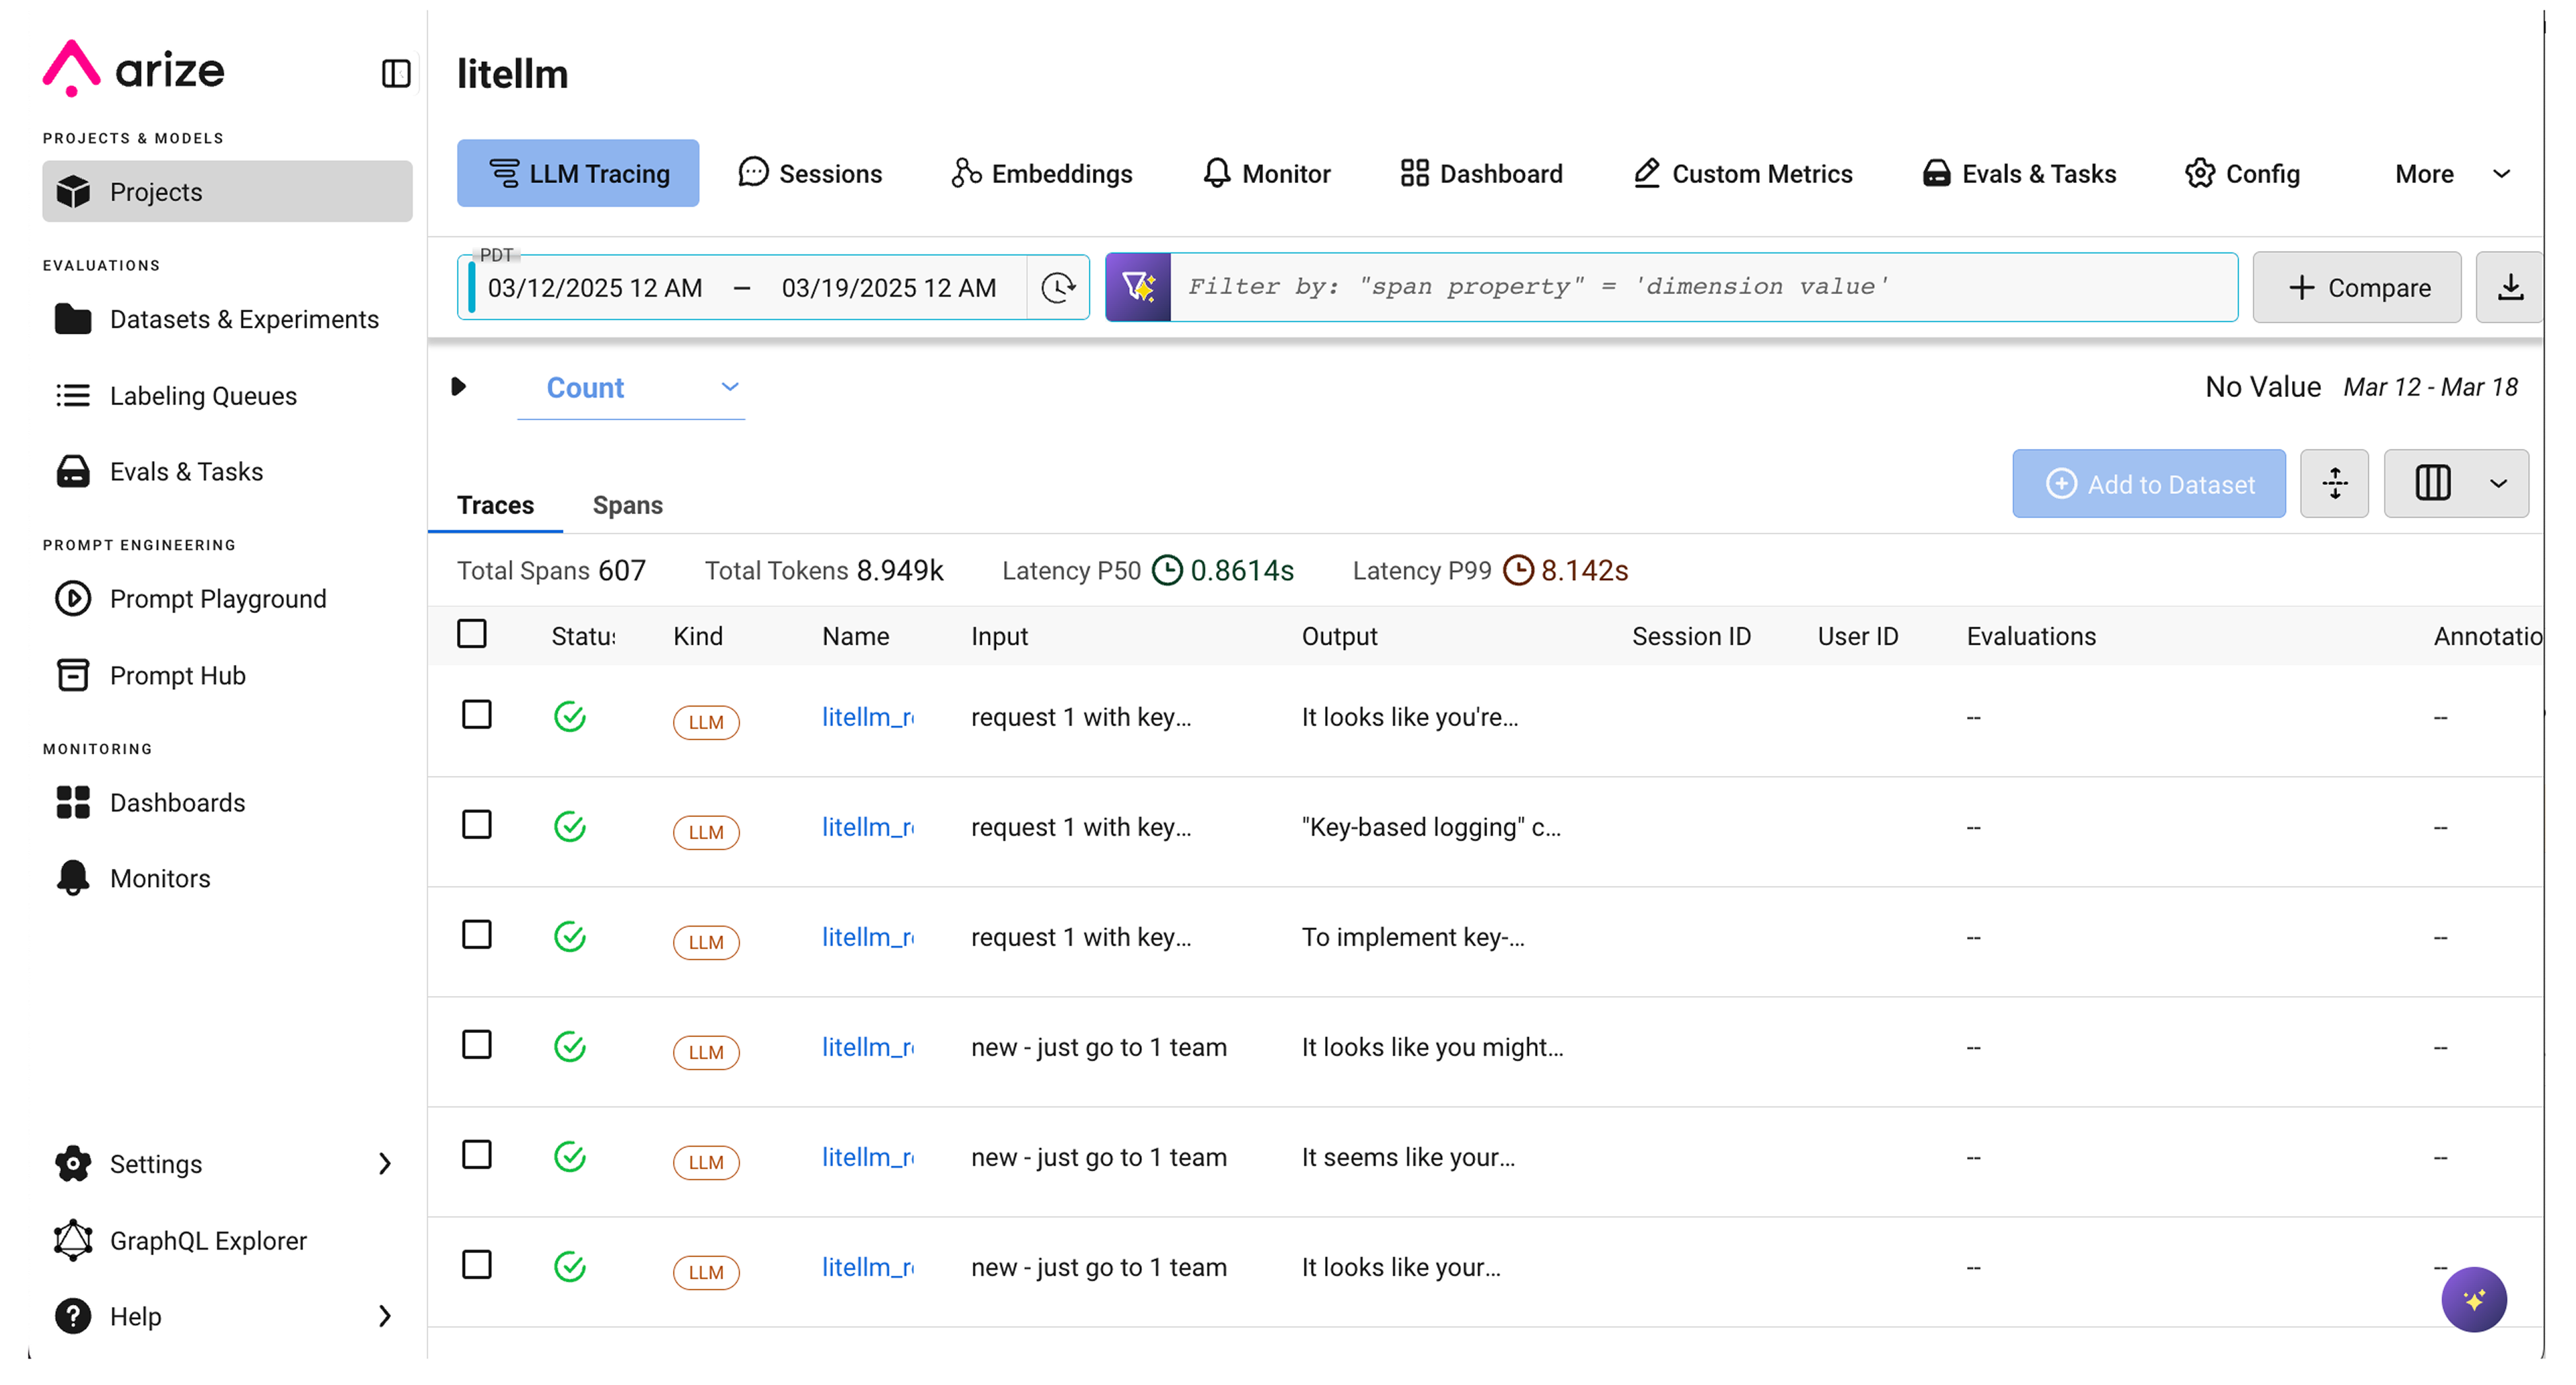 arize
PROJECTS & MODELS
Projects
EVALUATIONS
Datasets & Experiments
Labeling Queues
Evals & Tasks
PROMPT ENGINEERING
Prompt Playground
Prompt Hub
MONITORING
Dashboards
Monitors
Settings
GraphQL Explorer
Help
litellm
LLM Tracing Sessions Embeddings Monitor Dashboard Custom Metrics Evals & Tasks Config More
PDT
03/12/2025 12 AM – 03/19/2025 12 AM Filter by: "span property" = 'dimension value' + Compare
Count No Value Mar 12 - Mar 18
Traces Spans Add to Dataset
Total Spans 607 Total Tokens 8.949k Latency P50 0.8614s Latency P99 8.142s
Status Kind Name Input Output Session ID User ID Evaluations Annotatio
LLM litellm_r request 1 with key... It looks like you're... -- --
LLM litellm_r request 1 with key... "Key-based logging" c... -- --
LLM litellm_r request 1 with key... To implement key-... -- --
LLM litellm_r new - just go to 1 team It looks like you might... -- --
LLM litellm_r new - just go to 1 team It seems like your... -- --
LLM litellm_r new - just go to 1 team It looks like your... -- --